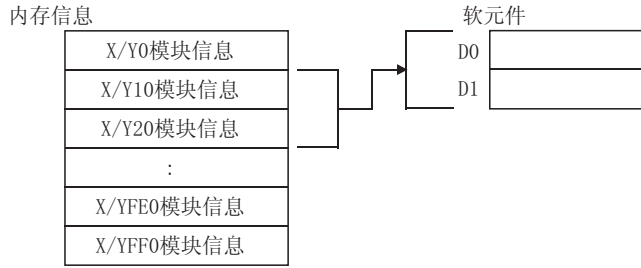 内存信息
软元件
X/Y0模块信息
D0
X/Y10模块信息
D1
X/Y20模块信息
:
X/YFE0模块信息
X/YFF0模块信息